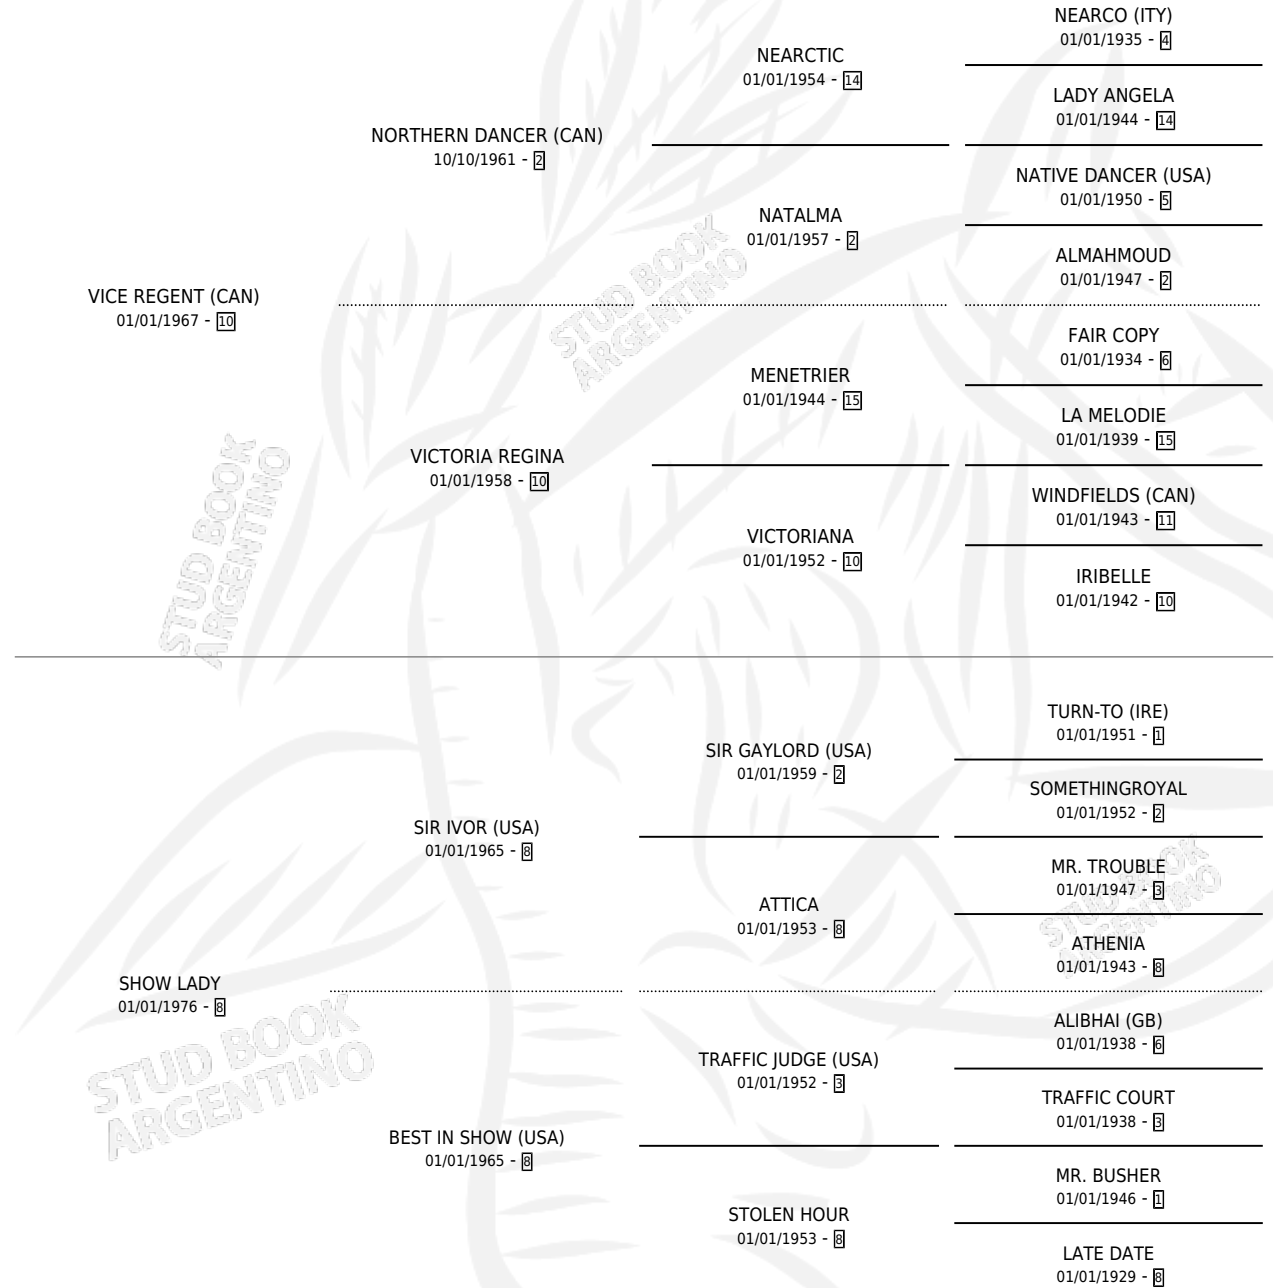 NEARCO (ITY)
01/01/1935 - 4
NEARCTIC
01/01/1954 - 14
LADY ANGELA
01/01/1944 - 14
NORTHERN DANCER (CAN)
10/10/1961 - 2
NATIVE DANCER (USA)
01/01/1950 - 5
NATALMA
01/01/1957 - 2
ALMAHMOUD
01/01/1947 - 2
VICE REGENT (CAN)
01/01/1967 - 10
STUD BOOK
ARGENTINO
FAIR COPY
01/01/1934 - 6
MENETRIER
01/01/1944 - 15
LA MELODIE
01/01/1939 - 15
VICTORIA REGINA
01/01/1958 - 10
WINDFIELDS (CAN)
01/01/1943 - 11
VICTORIANA
01/01/1952 - 10
IRIBELLE
01/01/1942 - 10
STUD BOOK
ARGENTINO
TURN-TO (IRE)
01/01/1951 - 1
SIR GAYLORD (USA)
01/01/1959 - 2
SOMETHINGROYAL
01/01/1952 - 2
SIR IVOR (USA)
01/01/1965 - 8
MR. TROUBLE
01/01/1947 - 3
ATTICA
01/01/1953 - 8
STUD BOOK
ARGENTINO
ATHENIA
01/01/1943 - 8
SHOW LADY
01/01/1976 - 8
ALIBHAI (GB)
01/01/1938 - 6
TRAFFIC JUDGE (USA)
01/01/1952 - 3
STUD BOOK
ARGENTINO
TRAFFIC COURT
01/01/1938 - 3
BEST IN SHOW (USA)
01/01/1965 - 8
MR. BUSHER
01/01/1946 - 1
STOLEN HOUR
01/01/1953 - 8
LATE DATE
01/01/1929 - 8